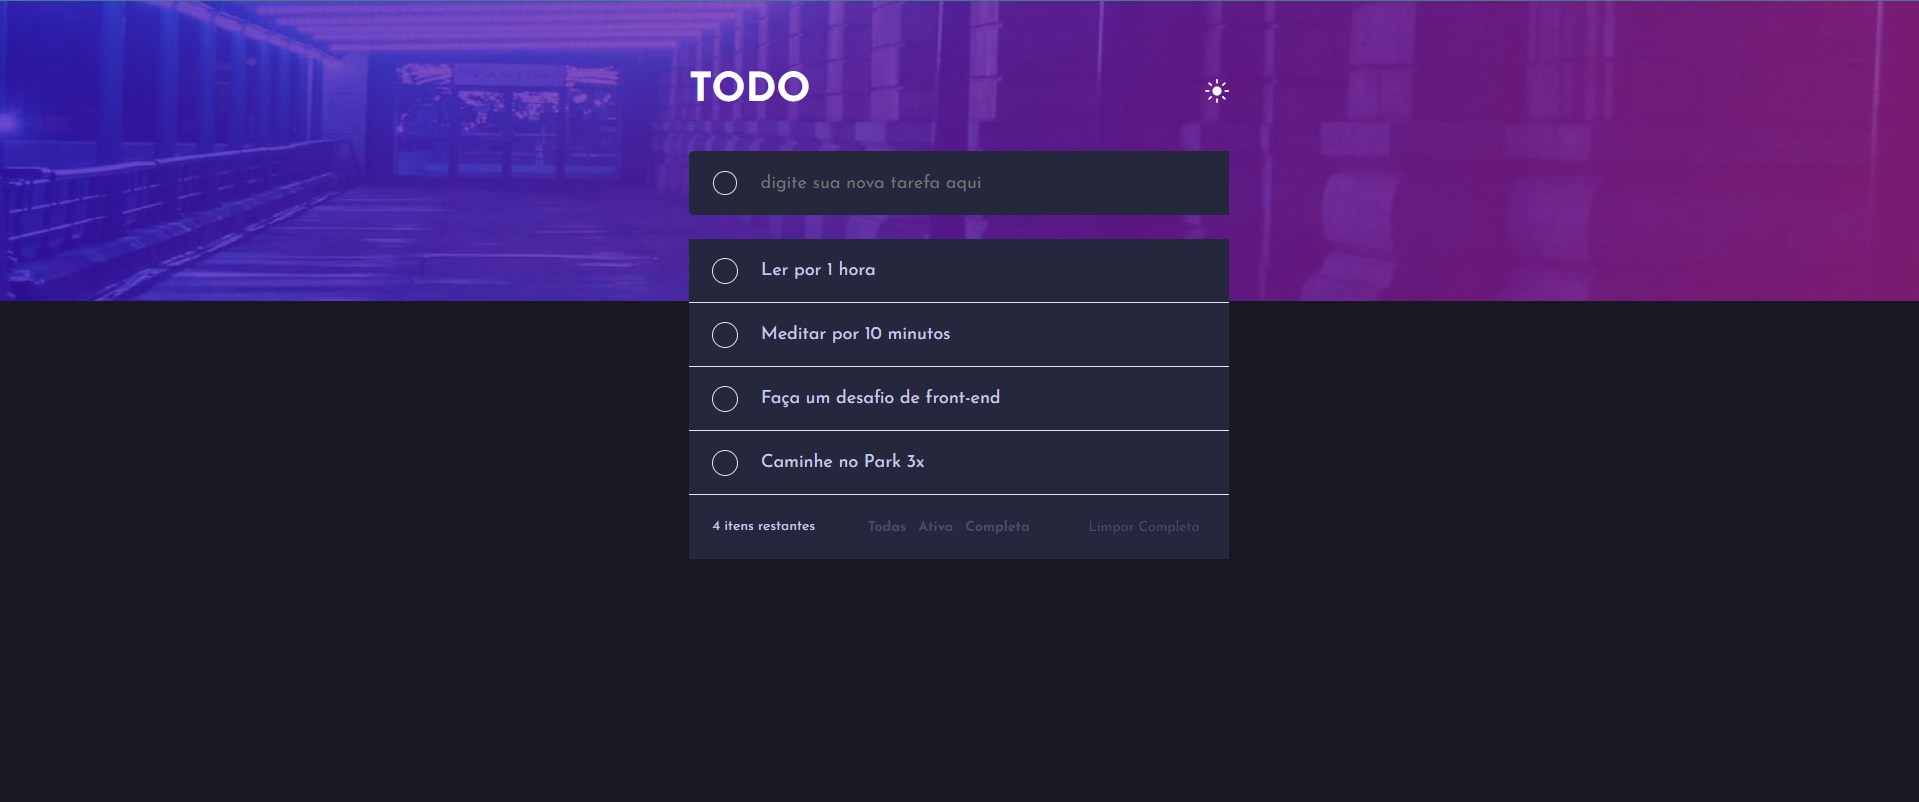 TODO
digite sua nova tarefa aqui
Ler por 1 hora
Meditar por 10 minutos
Faça um desafio de front-end
Caminhe no Park 3x
4 itens restantes Todas Ativa Completa Limpar Completa